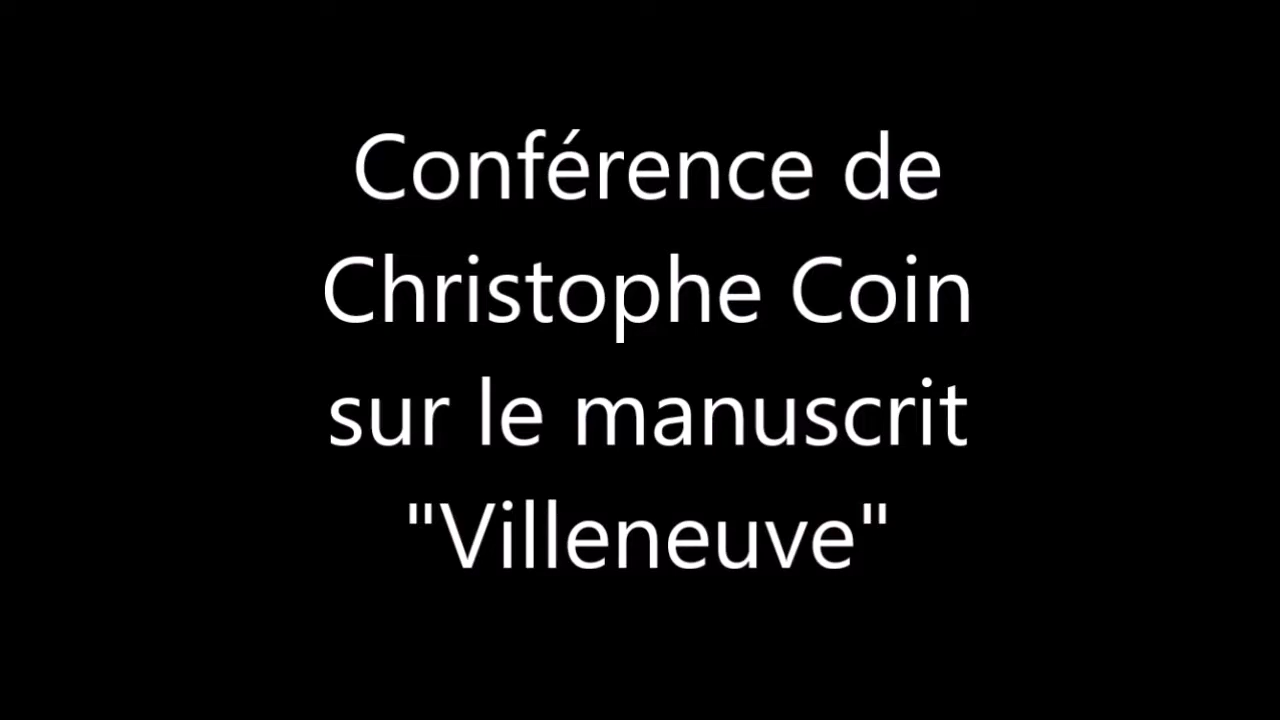 Conférence de
Christophe Coin
sur le manuscrit
"Villeneuve"